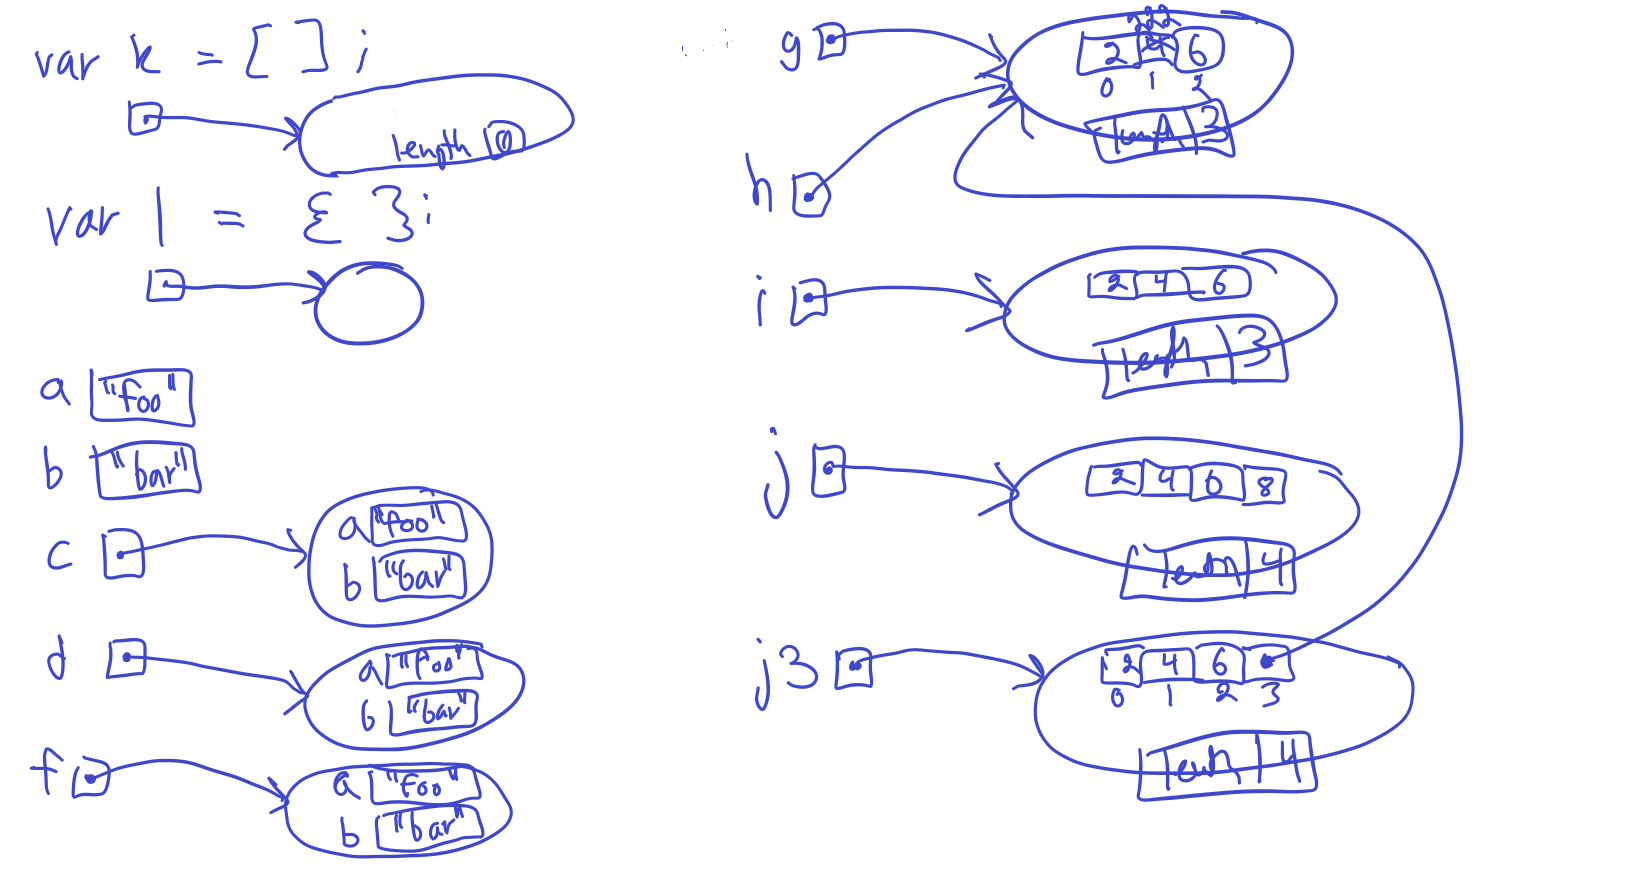 var k = [ ];
length 0
var l = { };
a "foo"
b "bar"
c
a "foo"
b "bar"
d
a "foo"
b "bar"
f
a "foo"
b "bar"
g
222
2 4 6
0 1 2
length 3
h
i
2 4 6
length 3
j
2 4 6 8
length 4
j3
2 4 6
0 1 2 3
length 4